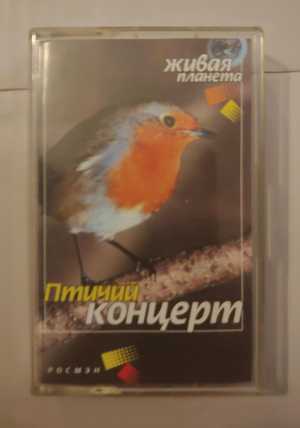 живая
планета
Птичий
концерт
РОСМЭН